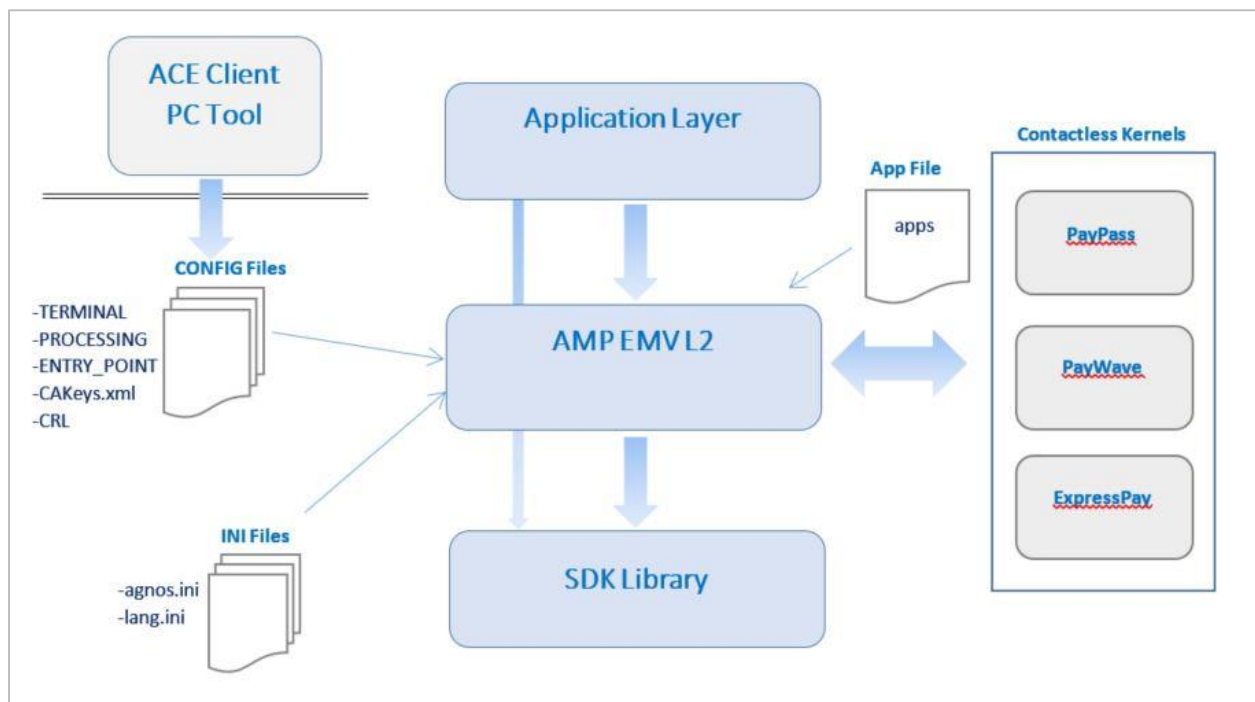 ACE Client
PC Tool
Application Layer
Contactless Kernels
App File
apps
PayPass
CONFIG Files
-TERMINAL
-PROCESSING
-ENTRY_POINT
-CAKeys.xml
-CRL
AMP EMV L2
PayWave
ExpressPay
INI Files
-agnos.ini
-lang.ini
SDK Library